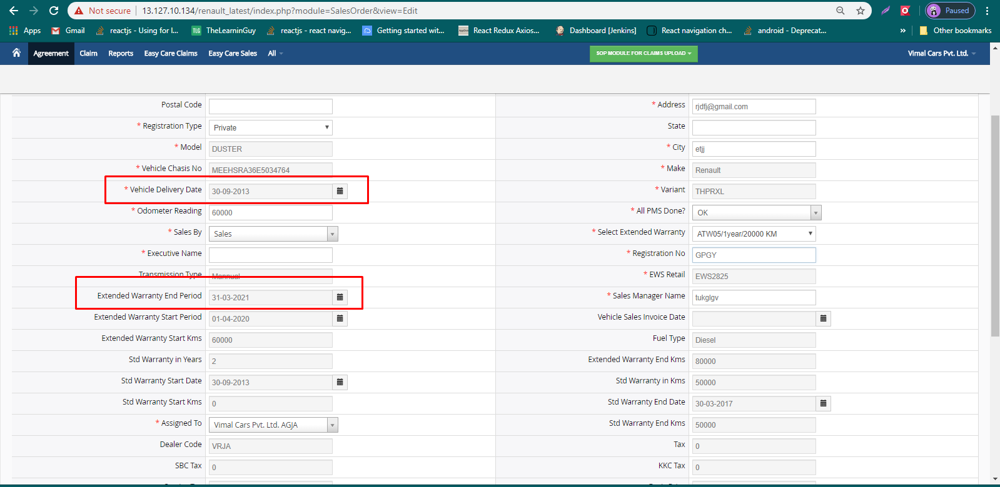 Not secure 13.127.10.134/renault_latest/index.php?module=SalesOrder&view=Edit Paused
Apps Gmail reactjs - Using for l... TLG TheLearningGuy reactjs - react navig... Getting started wit... React Redux Axios... Dashboard [Jenkins] React navigation ch... android - Deprecat... » Other bookmarks
Agreement Claim Reports Easy Care Claims Easy Care Sales All SOP MODULE FOR CLAIMS UPLOAD Vimal Cars Pvt. Ltd.
Postal Code * Address rjdfj@gmail.com
* Registration Type Private State
* Model DUSTER * City etjj
* Vehicle Chasis No MEEHSRA36E5034764 * Make Renault
* Vehicle Delivery Date 30-09-2013 * Variant THPRXL
* Odometer Reading 60000 * All PMS Done? OK
* Sales By Sales * Select Extended Warranty ATW05/1year/20000 KM
* Executive Name * Registration No GPGY
Transmission Type Mannual * EWS Retail EWS2825
Extended Warranty End Period 31-03-2021 * Sales Manager Name tukglgv
Extended Warranty Start Period 01-04-2020 Vehicle Sales Invoice Date
Extended Warranty Start Kms 60000 Fuel Type Diesel
Std Warranty in Years 2 Extended Warranty End Kms 80000
Std Warranty Start Date 30-09-2013 Std Warranty in Kms 50000
Std Warranty Start Kms 0 Std Warranty End Date 30-03-2017
* Assigned To Vimal Cars Pvt. Ltd. AGJA Std Warranty End Kms 50000
Dealer Code VRJA Tax 0
SBC Tax 0 KKC Tax 0